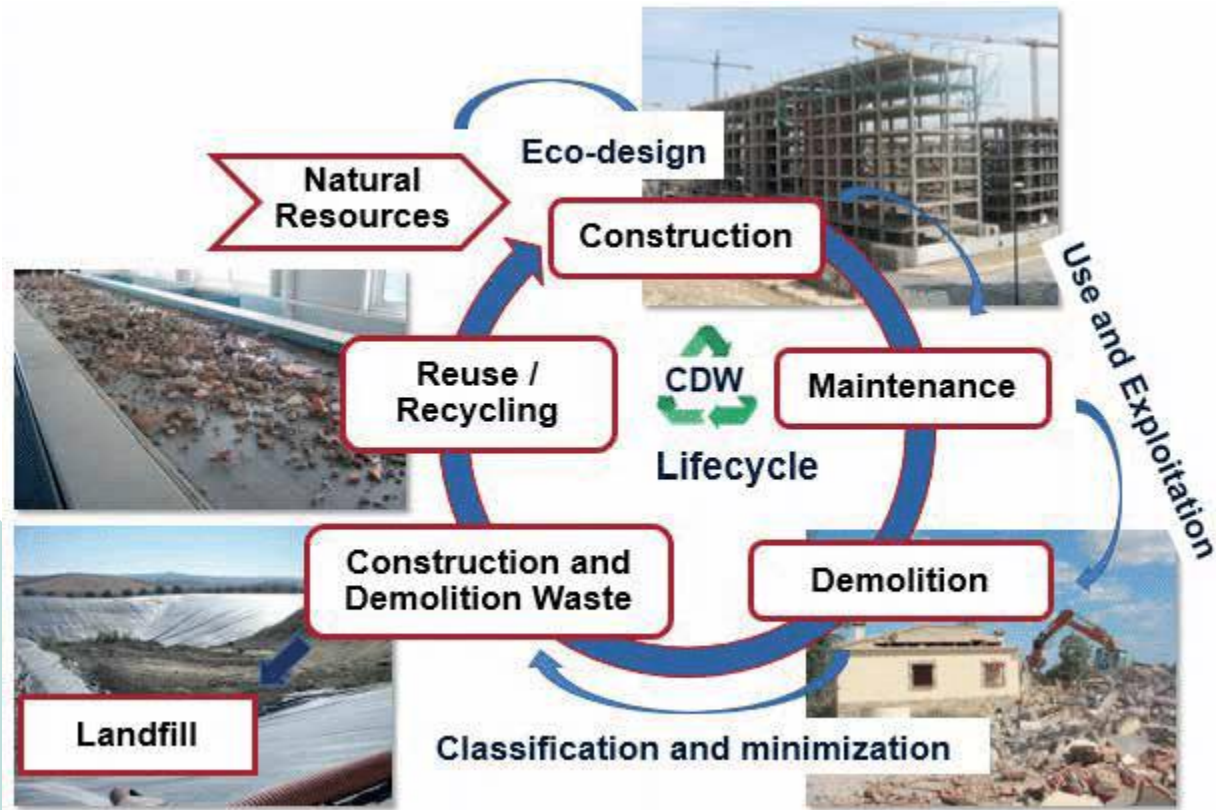 Eco-design
Natural
Resources
Construction
Use and Exploitation
Reuse /
Recycling
CDW
Lifecycle
Maintenance
Construction and
Demolition Waste
Demolition
Landfill
Classification and minimization